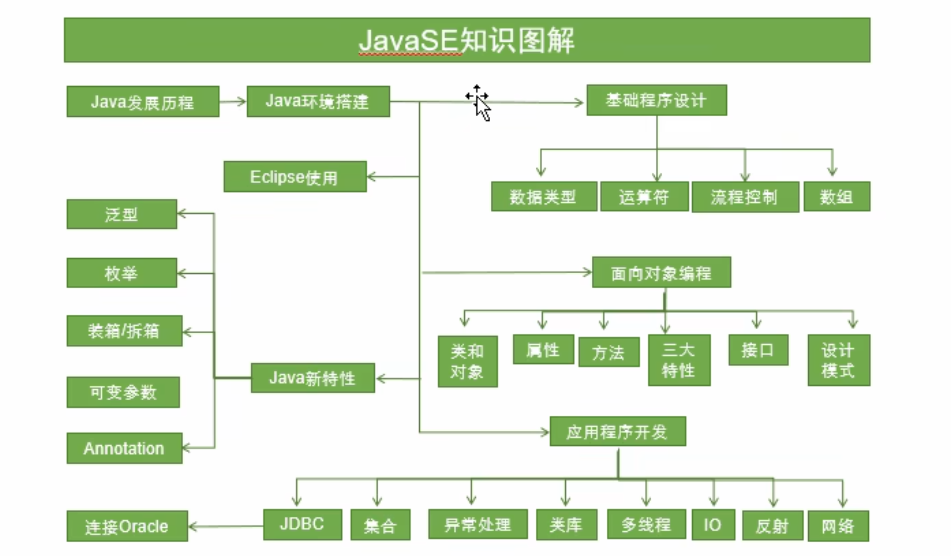 JavaSE知识图解
Java发展历程
Java环境搭建
基础程序设计
Eclipse使用
数据类型
运算符
流程控制
数组
泛型
枚举
面向对象编程
装箱/拆箱
类和
对象
属性
方法
三大
特性
接口
设计
模式
Java新特性
可变参数
应用程序开发
Annotation
连接Oracle
JDBC
集合
异常处理
类库
多线程
IO
反射
网络